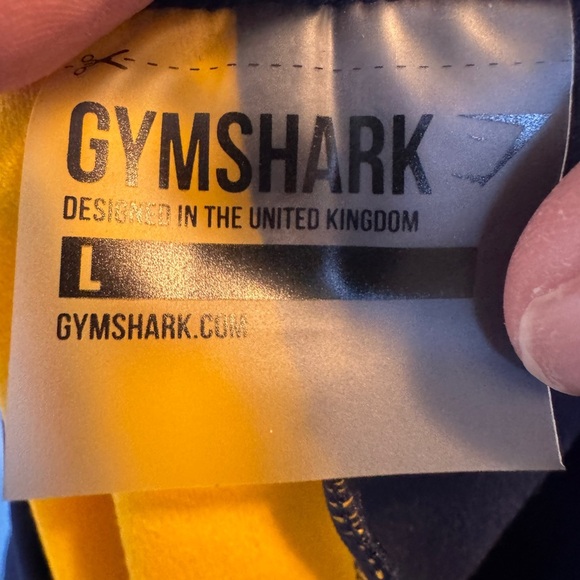 GYMSHARK
DESIGNED IN THE UNITED KINGDOM
L
GYMSHARK.COM